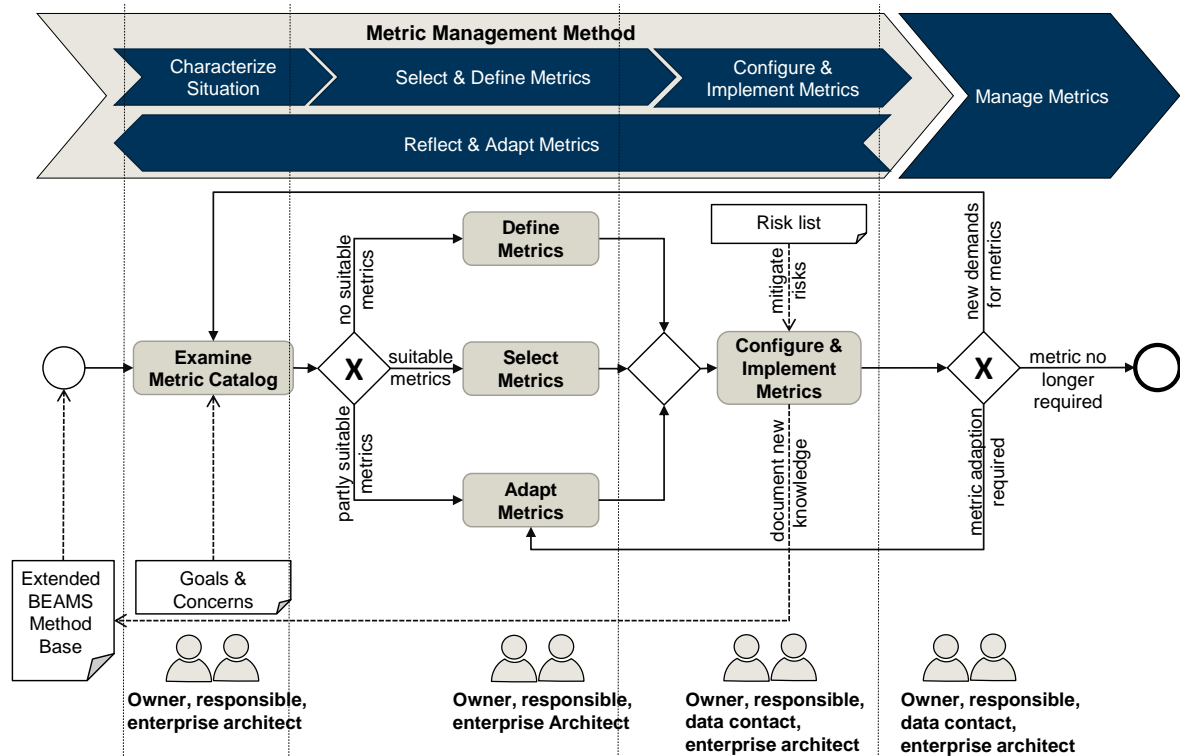 Metric Management Method
Characterize
Situation
Select & Define Metrics
Configure &
Implement Metrics
Manage Metrics
Reflect & Adapt Metrics
Define
Metrics
Risk list
no suitable
metrics
mitigate
risks
new demands
for metrics
Examine
Metric Catalog
X
suitable
metrics
Select
Metrics
Configure &
Implement
Metrics
X
metric no
longer
required
partly suitable
metrics
Adapt
Metrics
document new
knowledge
metric adaption
required
Extended
BEAMS
Method
Base
Goals &
Concerns
Owner, responsible,
enterprise architect
Owner, responsible,
enterprise Architect
Owner, responsible,
data contact,
enterprise architect
Owner, responsible,
data contact,
enterprise architect